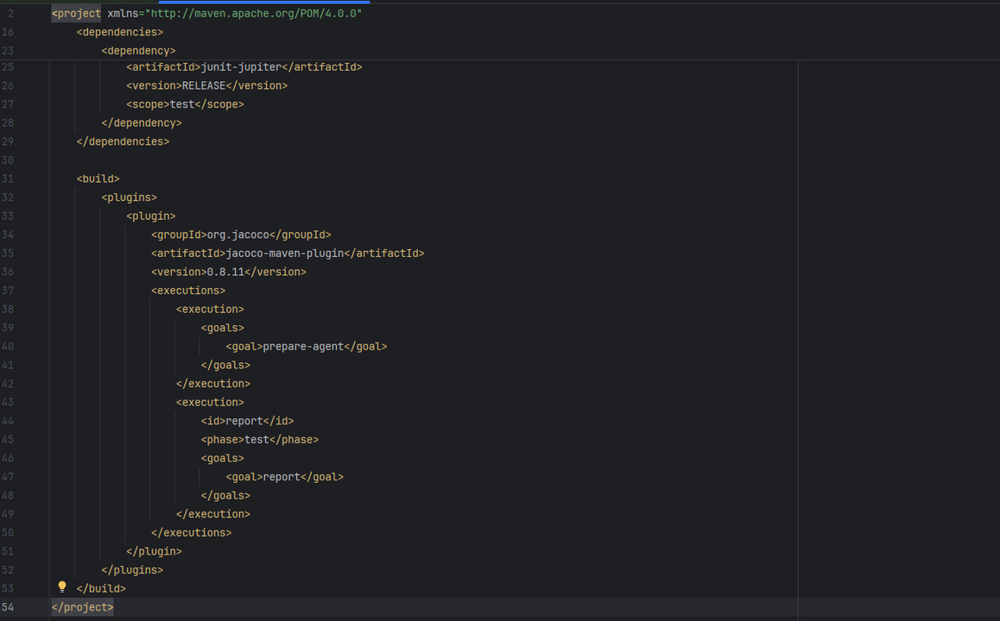 2 <project xmlns="http://maven.apache.org/POM/4.0.0"
16 <dependencies>
23 <dependency>
25 <artifactId>junit-jupiter</artifactId>
26 <version>RELEASE</version>
27 <scope>test</scope>
28 </dependency>
29 </dependencies>
30
31 <build>
32 <plugins>
33 <plugin>
34 <groupId>org.jacoco</groupId>
35 <artifactId>jacoco-maven-plugin</artifactId>
36 <version>0.8.11</version>
37 <executions>
38 <execution>
39 <goals>
40 <goal>prepare-agent</goal>
41 </goals>
42 </execution>
43 <execution>
44 <id>report</id>
45 <phase>test</phase>
46 <goals>
47 <goal>report</goal>
48 </goals>
49 </execution>
50 </executions>
51 </plugin>
52 </plugins>
53 </build>
54 </project>